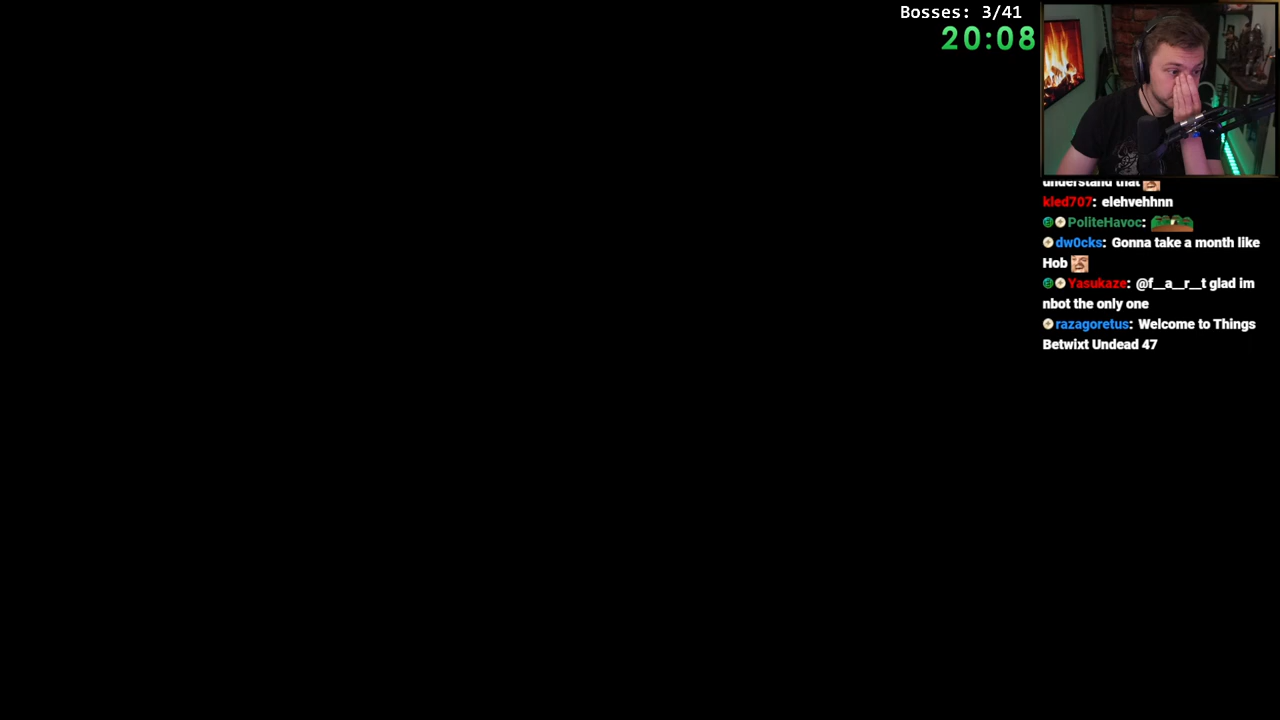 Bosses: 3/41
20:08
understand that
kled707: elehvehhnn
PoliteHavoc:
dw0cks: Gonna take a month like
Hob
Yasukaze: @f__a__r__t glad im
nbot the only one
razagoretus: Welcome to Things
Betwixt Undead 47